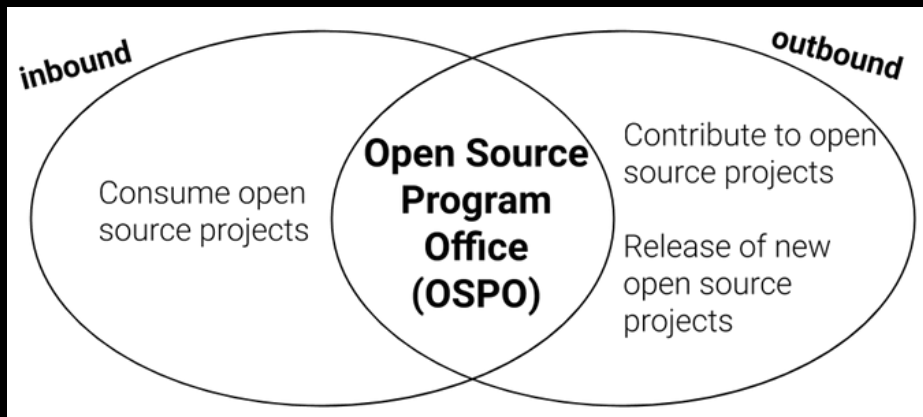 inbound
outbound
Consume open
source projects
Open Source
Program
Office
(OSPO)
Contribute to open
source projects
Release of new
open source
projects